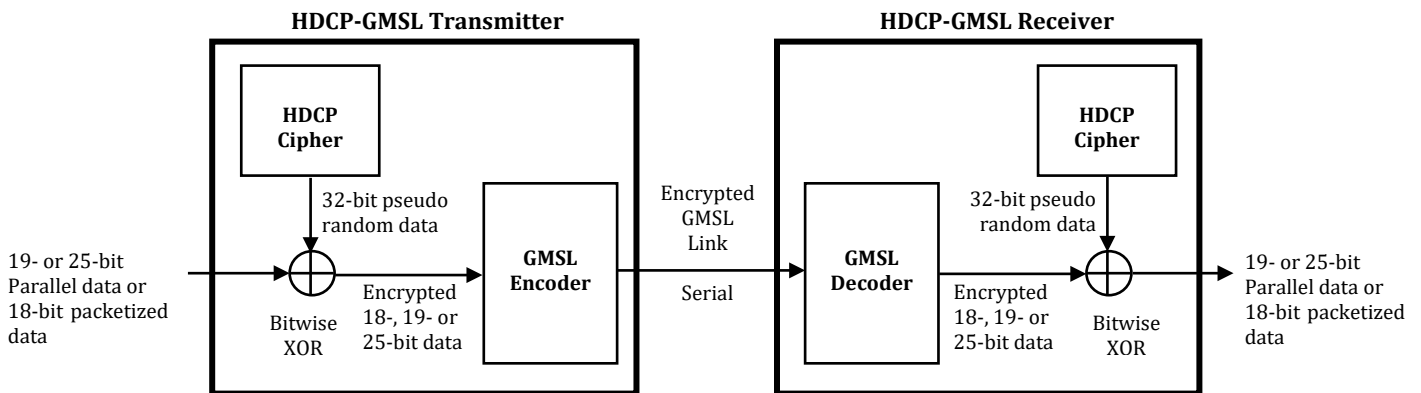 HDCP-GMSL Transmitter
HDCP-GMSL Receiver
HDCP
Cipher
32-bit pseudo
random data
19- or 25-bit
Parallel data or
18-bit packetized
data
Bitwise
XOR
Encrypted
18-, 19- or
25-bit data
GMSL
Encoder
Encrypted
GMSL
Link
Serial
GMSL
Decoder
HDCP
Cipher
32-bit pseudo
random data
Encrypted
18-, 19- or
25-bit data
Bitwise
XOR
19- or 25-bit
Parallel data or
18-bit packetized
data